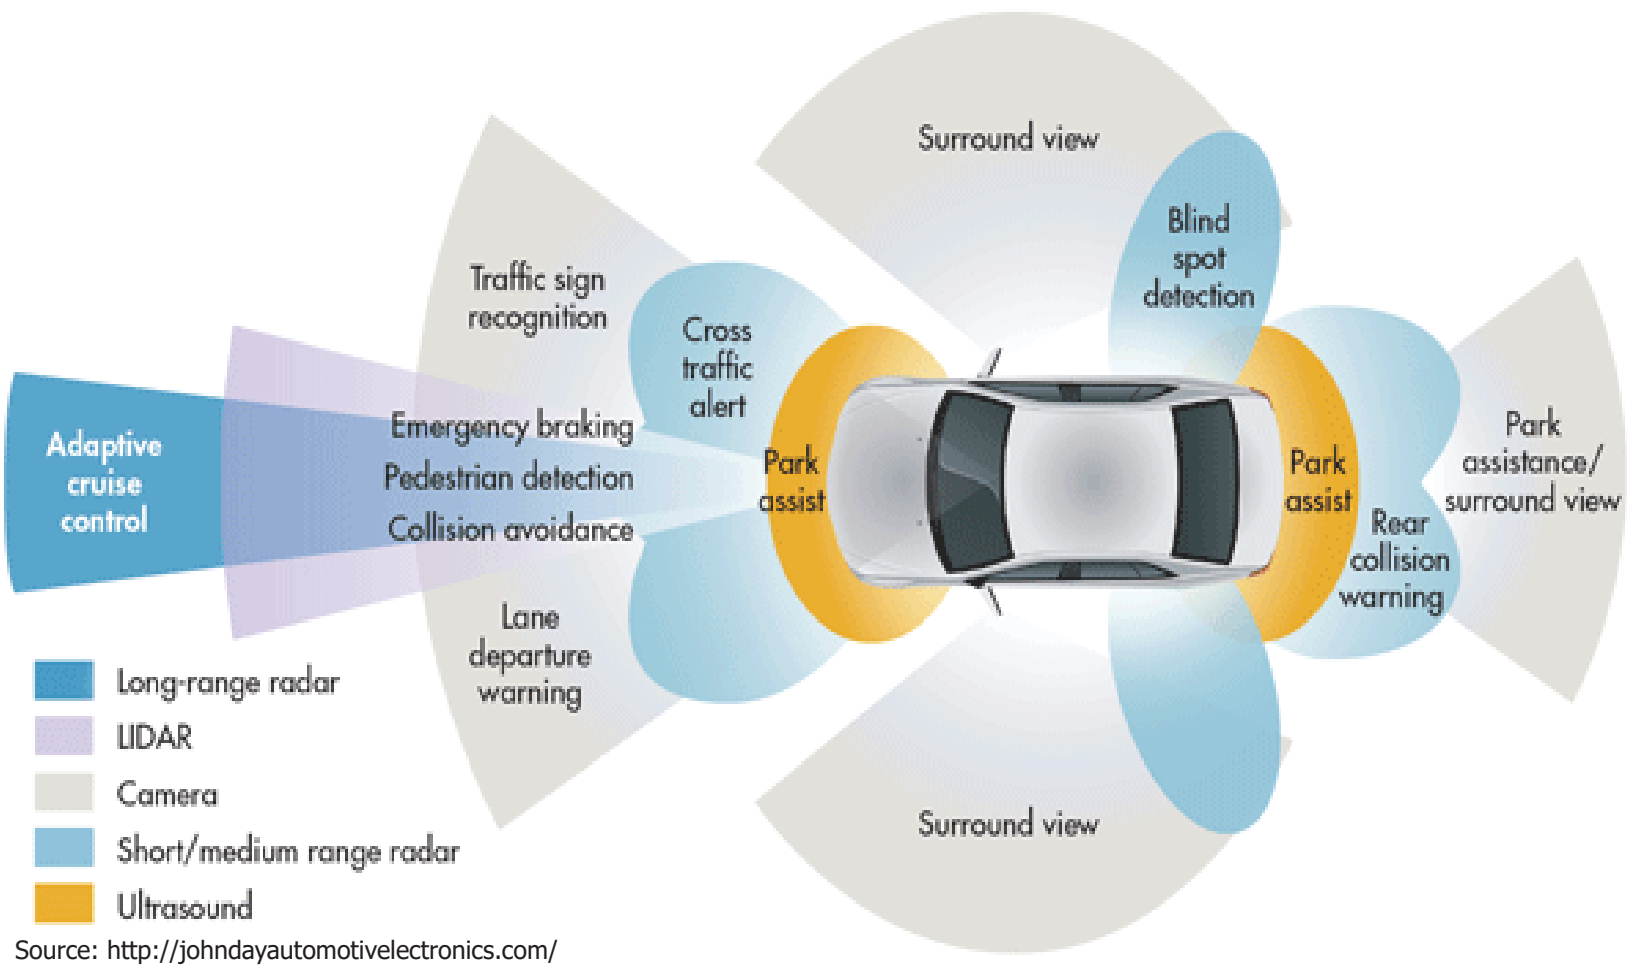 Surround view
Blind
spot
detection
Traffic sign
recognition
Cross
traffic
alert
Adaptive
cruise
control
Emergency braking
Pedestrian detection
Collision avoidance
Park
assist
Park
assist
Park
assistance/
surround view
Rear
collision
warning
Lane
departure
warning
Surround view
Long-range radar
LIDAR
Camera
Short/medium range radar
Ultrasound
Source: http://johndayautomotivelectronics.com/